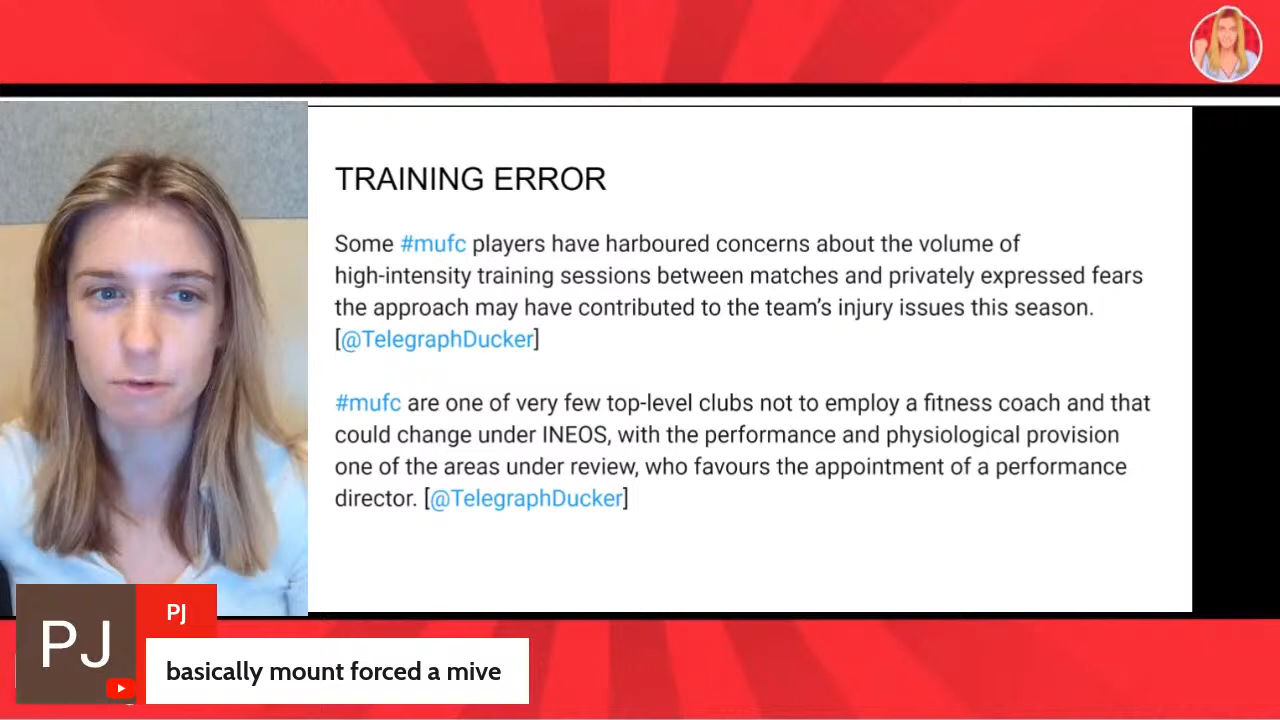 TRAINING ERROR
Some #mufc players have harboured concerns about the volume of
high-intensity training sessions between matches and privately expressed fears
the approach may have contributed to the team’s injury issues this season.
[@TelegraphDucker]
#mufc are one of very few top-level clubs not to employ a fitness coach and that
could change under INEOS, with the performance and physiological provision
one of the areas under review, who favours the appointment of a performance
director. [@TelegraphDucker]
PJ
PJ
basically mount forced a mive